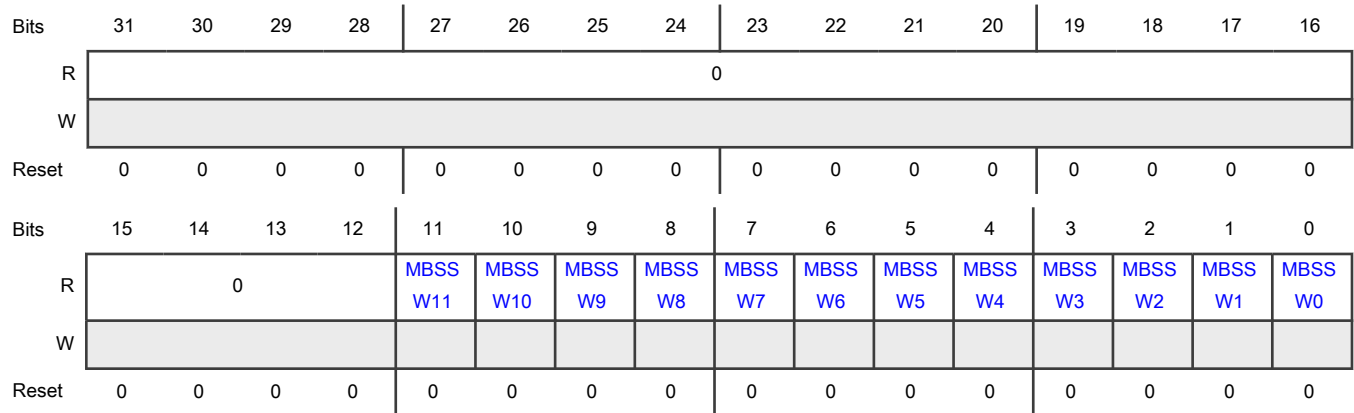 Bits 31 30 29 28 27 26 25 24 23 22 21 20 19 18 17 16
R 0
W
Reset 0 0 0 0 0 0 0 0 0 0 0 0 0 0 0 0
Bits 15 14 13 12 11 10 9 8 7 6 5 4 3 2 1 0
MBSS MBSS MBSS MBSS MBSS MBSS MBSS MBSS MBSS MBSS MBSS MBSS
R 0
W11 W10 W9 W8 W7 W6 W5 W4 W3 W2 W1 W0
W
Reset 0 0 0 0 0 0 0 0 0 0 0 0 0 0 0 0